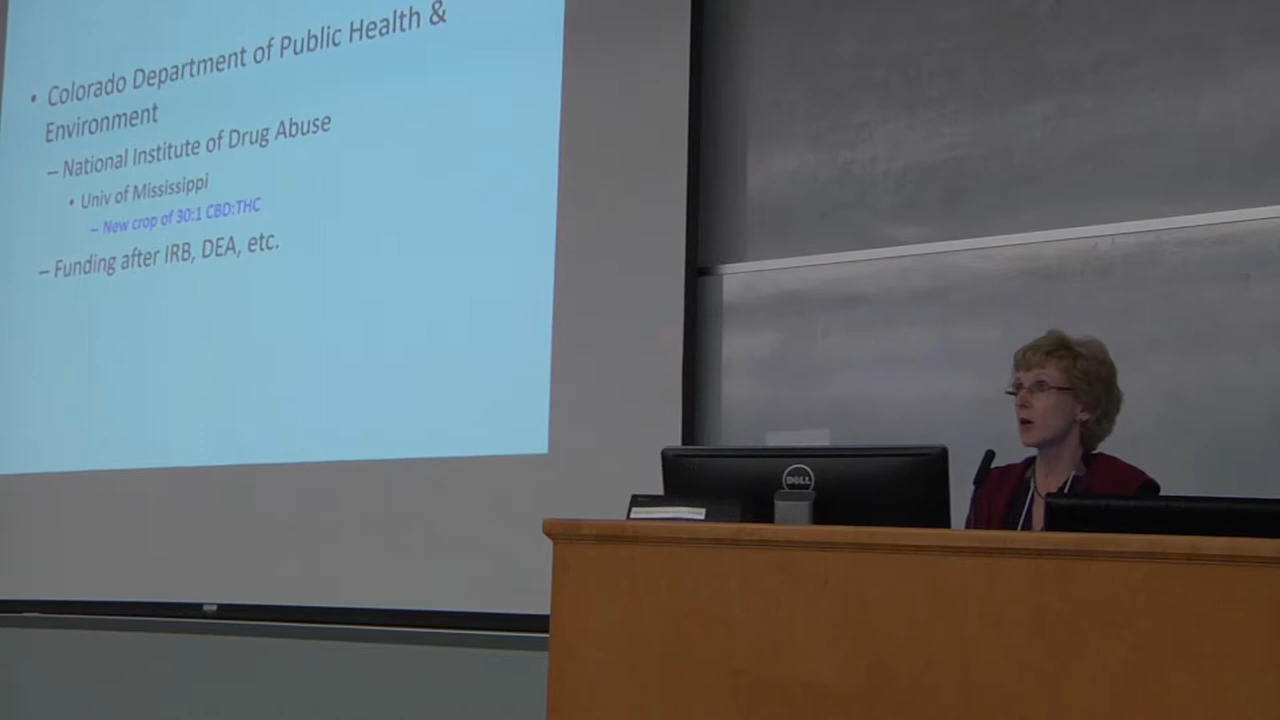 • Colorado Department of Public Health &
Environment
– National Institute of Drug Abuse
• Univ of Mississippi
– New crop of 30:1 CBD:THC
– Funding after IRB, DEA, etc.
DELL